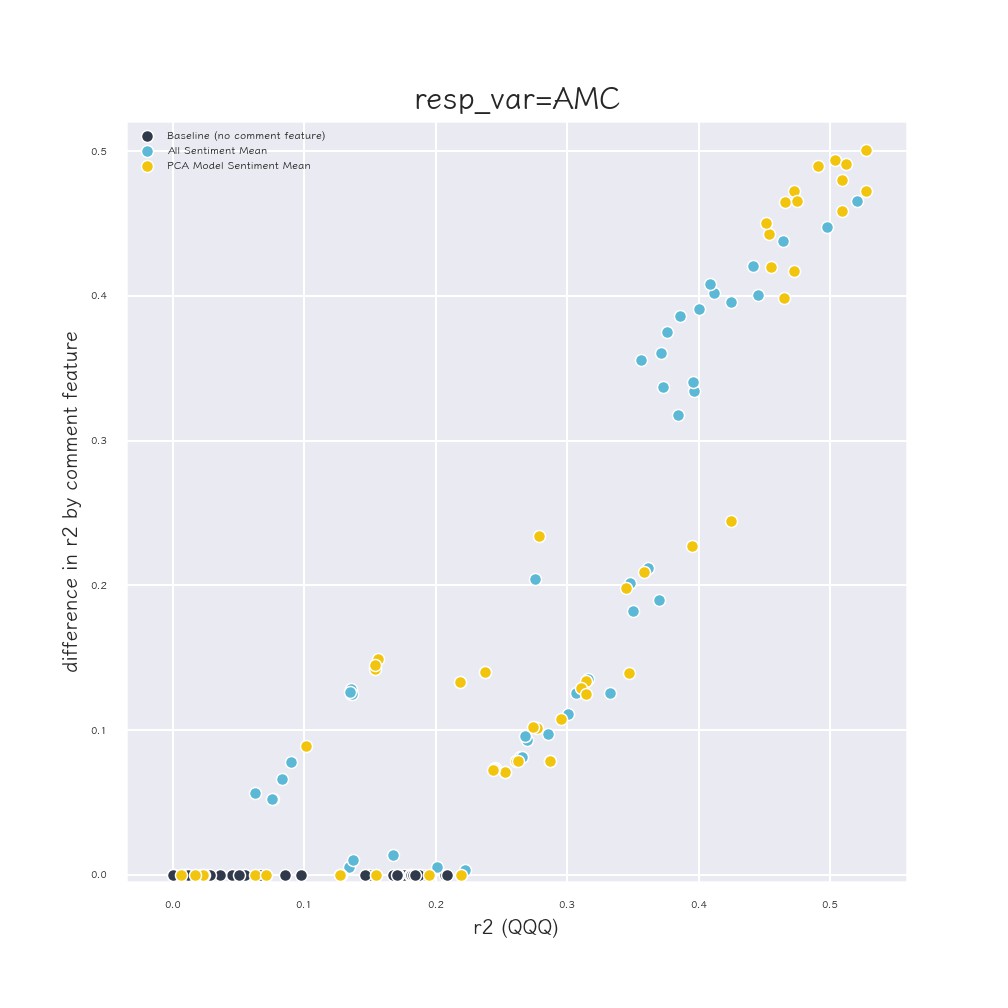 resp_var=AMC
Baseline (no comment feature)
All Sentiment Mean
PCA Model Sentiment Mean
difference in r2 by comment feature
0.5
0.4
0.3
0.2
0.1
0.0
0.0 0.1 0.2 0.3 0.4 0.5
r2 (QQQ)